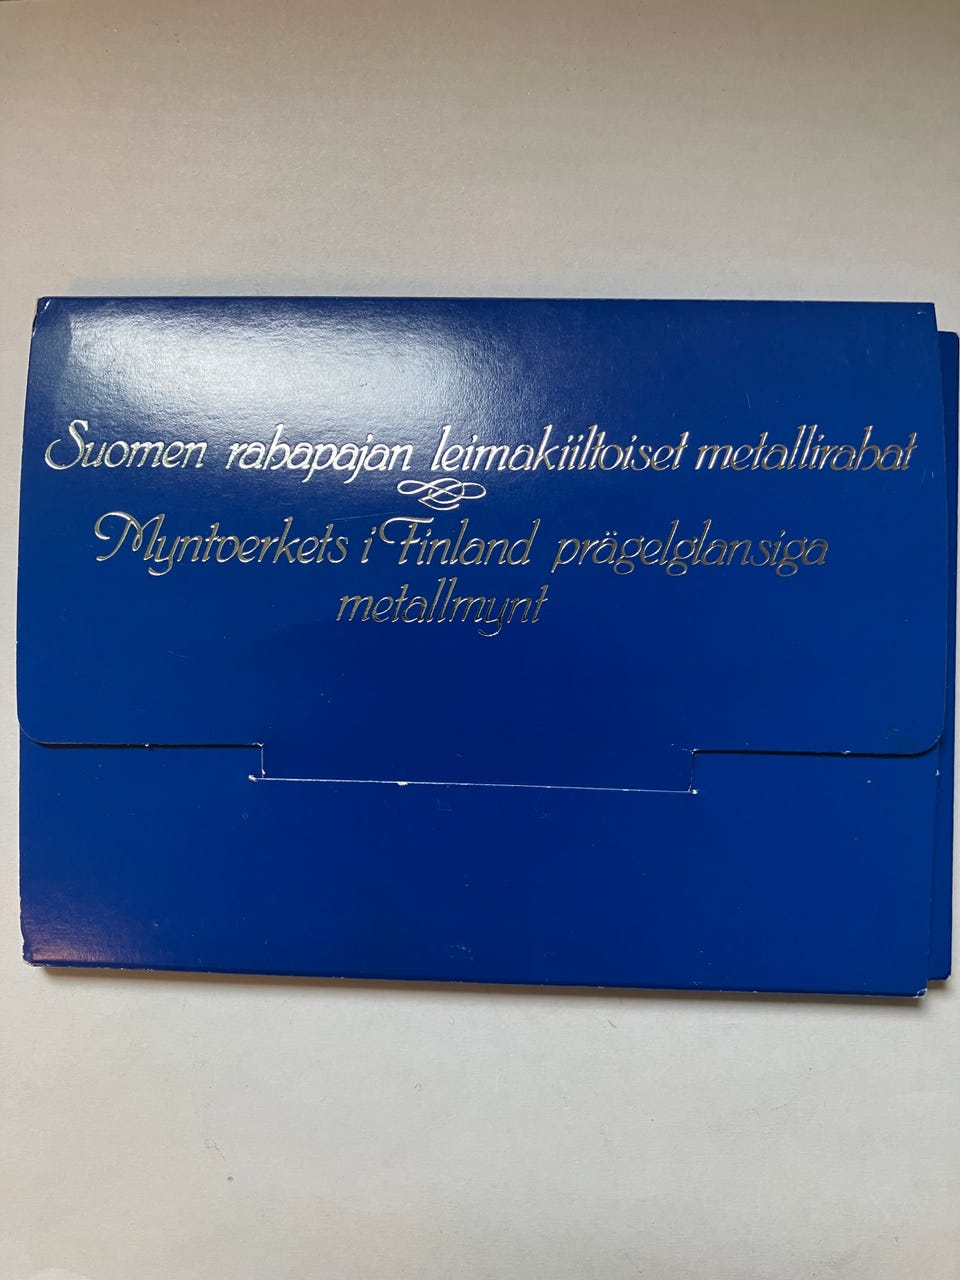 Suomen rahapajan leimakiiltoiset metallirahat
Myntverkets i Finland prägelglansiga
metallmynt